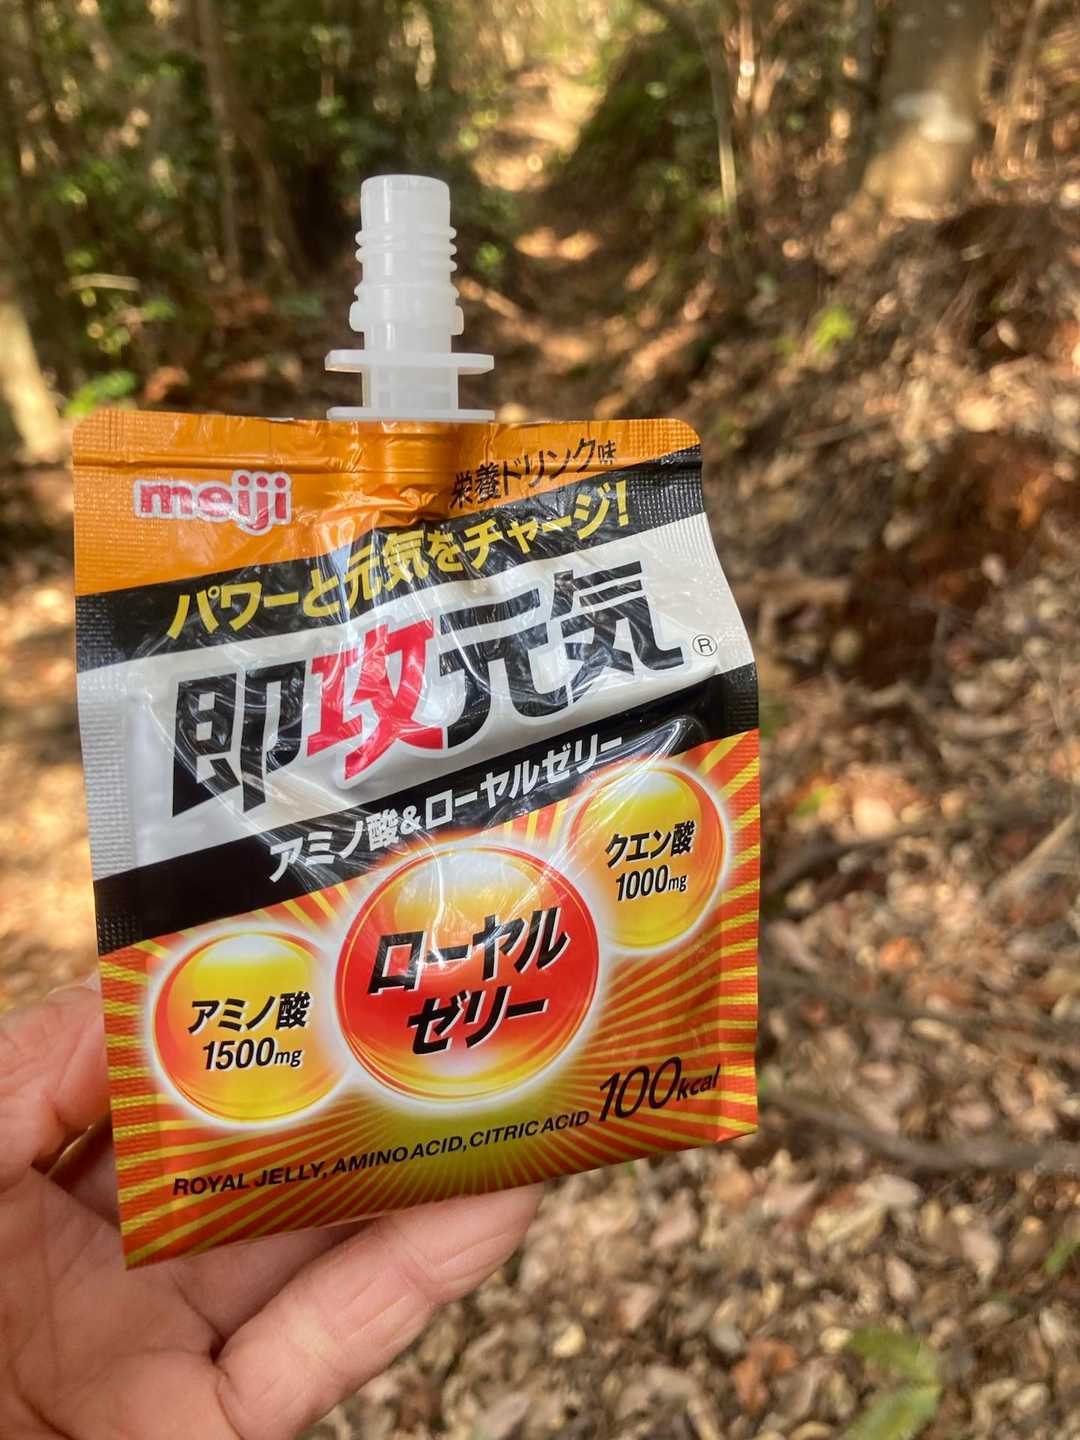 meiji
栄養ドリンク味
パワーと元気をチャージ!
即攻元気®
アミノ酸&ローヤルゼリー
クエン酸
1000mg
ローヤル
ゼリー
アミノ酸
1500mg
100kcal
ROYAL JELLY, AMINO ACID, CITRIC ACID